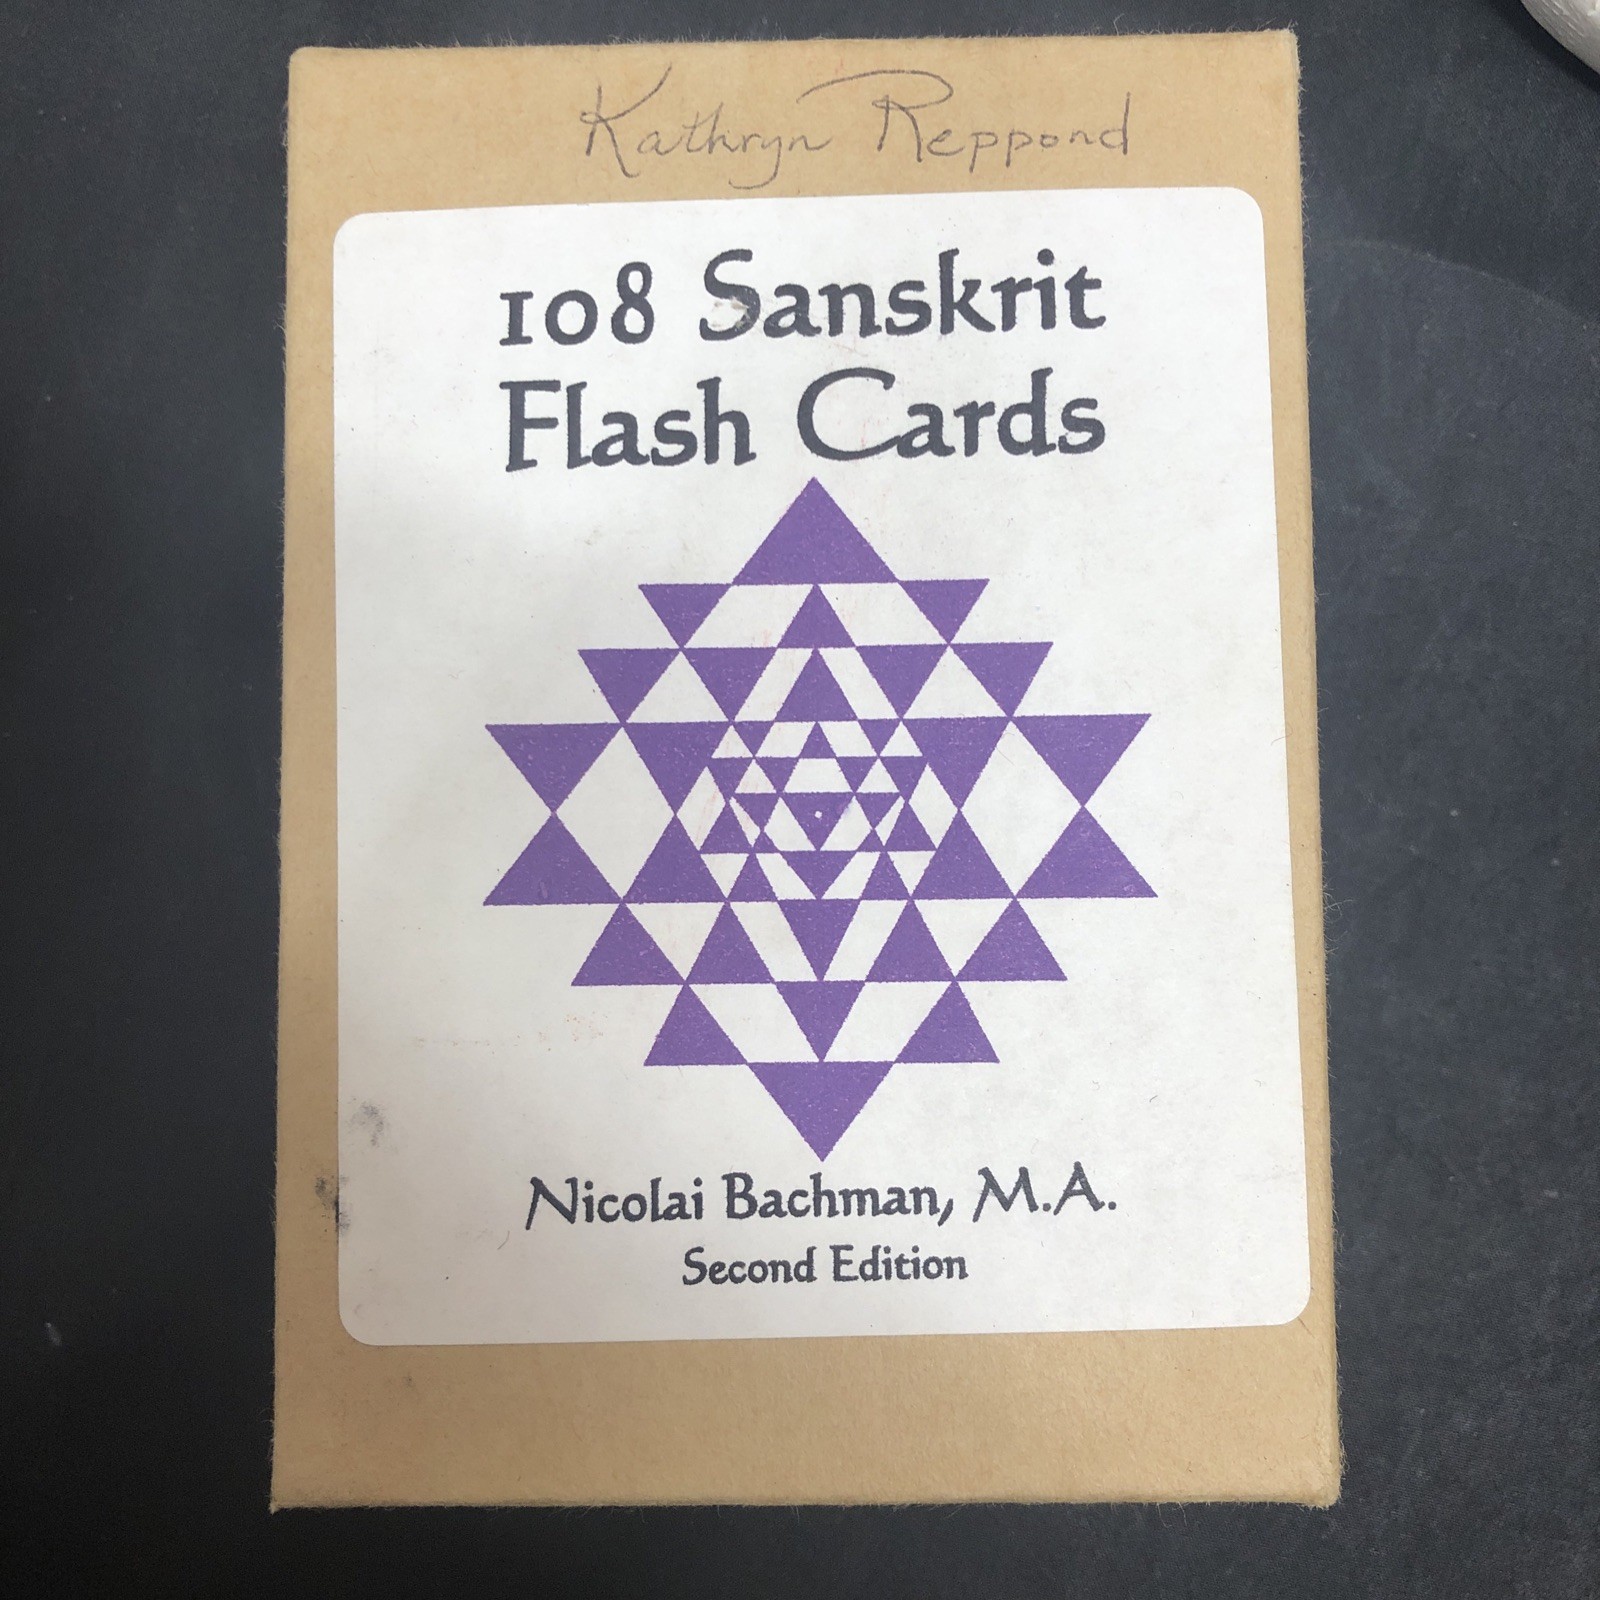 Kathryn Reppond
108 Sanskrit
Flash Cards
Nicolai Bachman, M.A.
Second Edition